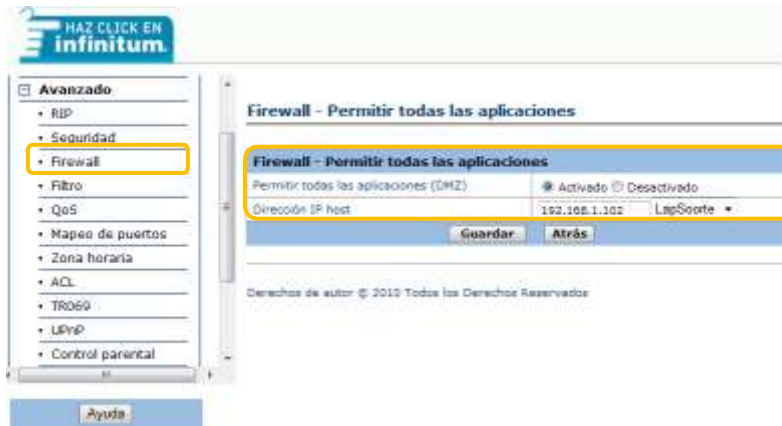 HAZ CLICK EN
infinitum.
Avanzado
RIP
Seguridad
Firewall
Filtro
QoS
Mapeo de puertos
Zona horaria
ACL
TR069
UPnP
Control parental
Ayuda
Firewall - Permitir todas las aplicaciones
Firewall - Permitir todas las aplicaciones
Permitir todas las aplicaciones (DMZ) Activado Desactivado
Dirección IP host 192.168.1.102 LapSoorte
Guardar Atrás
Derechos de autor © 2010 Todos los Derechos Reservados